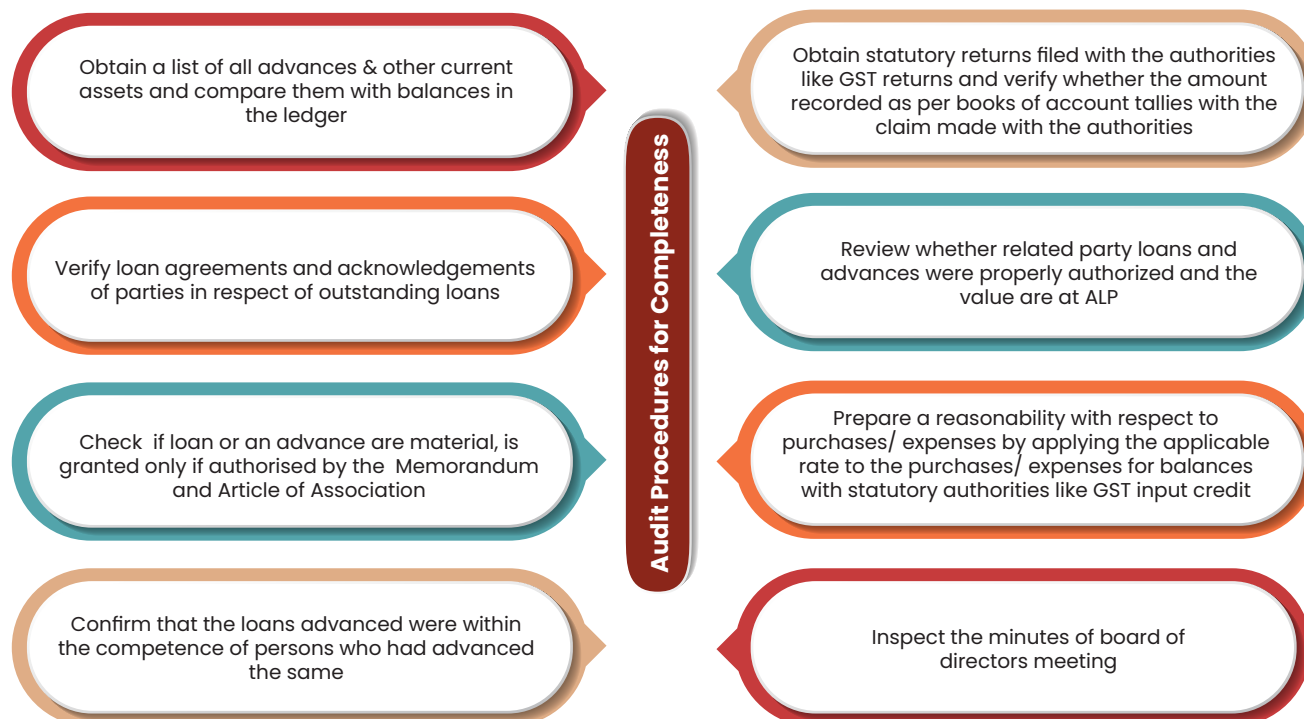 Obtain a list of all advances & other current
assets and compare them with balances in
the ledger
Verify loan agreements and acknowledgements
of parties in respect of outstanding loans
Check if loan or an advance are material, is
granted only if authorised by the Memorandum
and Article of Association
Confirm that the loans advanced were within
the competence of persons who had advanced
the same
Audit Procedures for Completeness
Obtain statutory returns filed with the authorities
like GST returns and verify whether the amount
recorded as per books of account tallies with the
claim made with the authorities
Review whether related party loans and
advances were properly authorized and the
value are at ALP
Prepare a reasonability with respect to
purchases/ expenses by applying the applicable
rate to the purchases/ expenses for balances
with statutory authorities like GST input credit
Inspect the minutes of board of
directors meeting